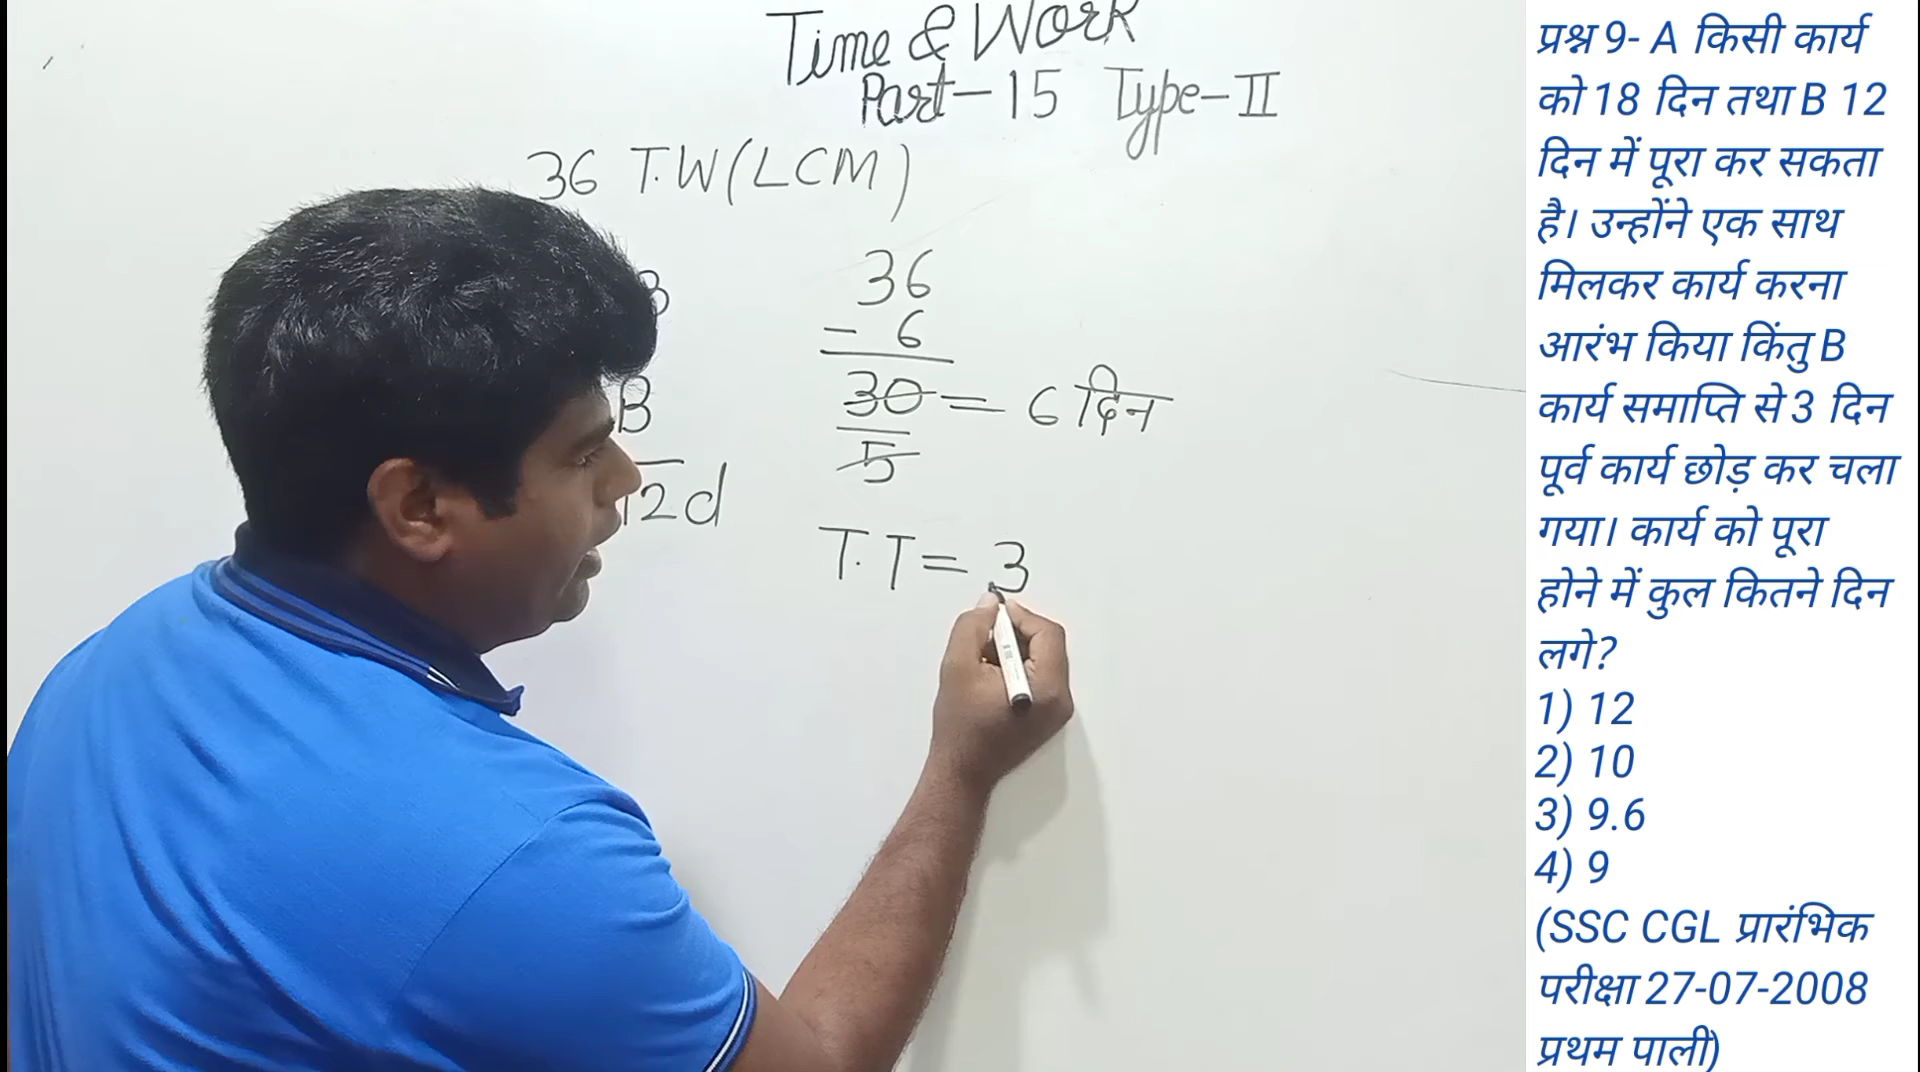 Time & Work
Part-15 Type-II
36 T.W(LCM)
B
36
- 6
B
30 = 6 दिन
5
12d
T.T= 3
प्रश्न 9- A किसी कार्य
को 18 दिन तथा B 12
दिन में पूरा कर सकता
है। उन्होंने एक साथ
मिलकर कार्य करना
आरंभ किया किंतु B
कार्य समाप्ति से 3 दिन
पूर्व कार्य छोड़ कर चला
गया। कार्य को पूरा
होने में कुल कितने दिन
लगे?
1) 12
2) 10
3) 9.6
4) 9
(SSC CGL प्रारंभिक
परीक्षा 27-07-2008
प्रथम पाली)